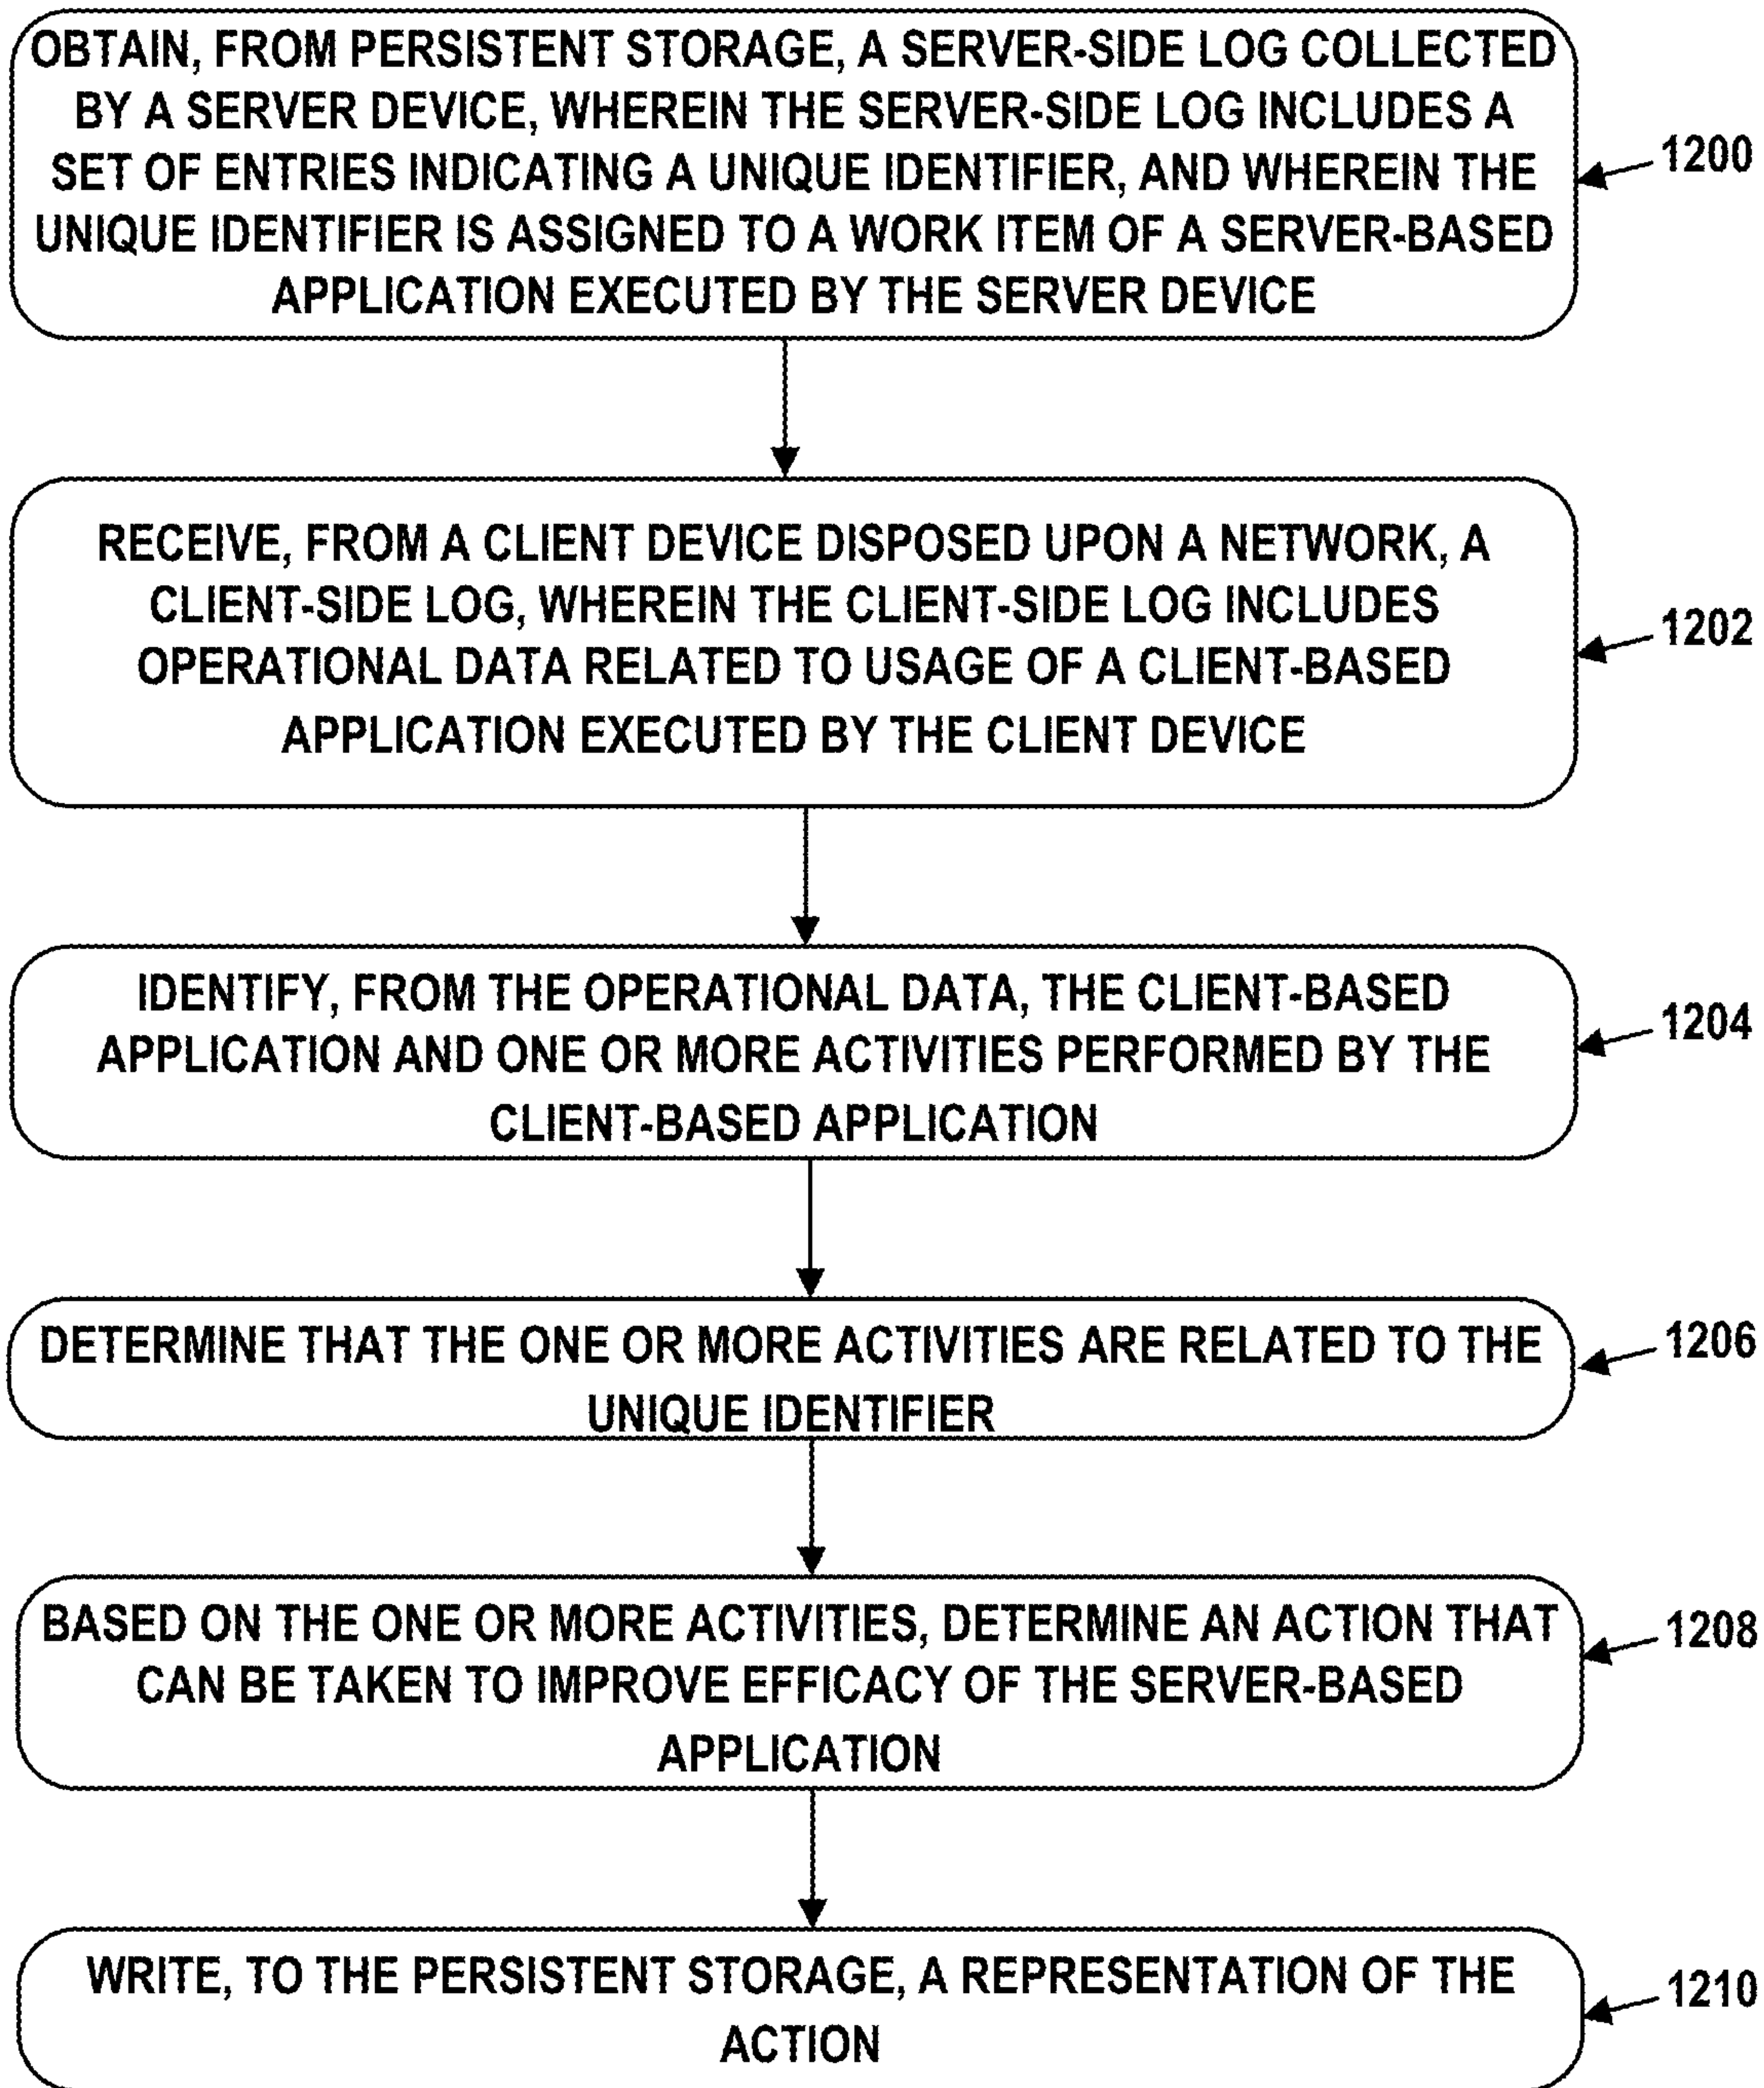 OBTAIN, FROM PERSISTENT STORAGE, A SERVER-SIDE LOG COLLECTED
BY A SERVER DEVICE, WHEREIN THE SERVER-SIDE LOG INCLUDES A
SET OF ENTRIES INDICATING A UNIQUE IDENTIFIER, AND WHEREIN THE
UNIQUE IDENTIFIER IS ASSIGNED TO A WORK ITEM OF A SERVER-BASED
APPLICATION EXECUTED BY THE SERVER DEVICE
1200
RECEIVE, FROM A CLIENT DEVICE DISPOSED UPON A NETWORK, A
CLIENT-SIDE LOG, WHEREIN THE CLIENT-SIDE LOG INCLUDES
OPERATIONAL DATA RELATED TO USAGE OF A CLIENT-BASED
APPLICATION EXECUTED BY THE CLIENT DEVICE
1202
IDENTIFY, FROM THE OPERATIONAL DATA, THE CLIENT-BASED
APPLICATION AND ONE OR MORE ACTIVITIES PERFORMED BY THE
CLIENT-BASED APPLICATION
1204
DETERMINE THAT THE ONE OR MORE ACTIVITIES ARE RELATED TO THE
UNIQUE IDENTIFIER
1206
BASED ON THE ONE OR MORE ACTIVITIES, DETERMINE AN ACTION THAT
CAN BE TAKEN TO IMPROVE EFFICACY OF THE SERVER-BASED
APPLICATION
1208
WRITE, TO THE PERSISTENT STORAGE, A REPRESENTATION OF THE
ACTION
1210